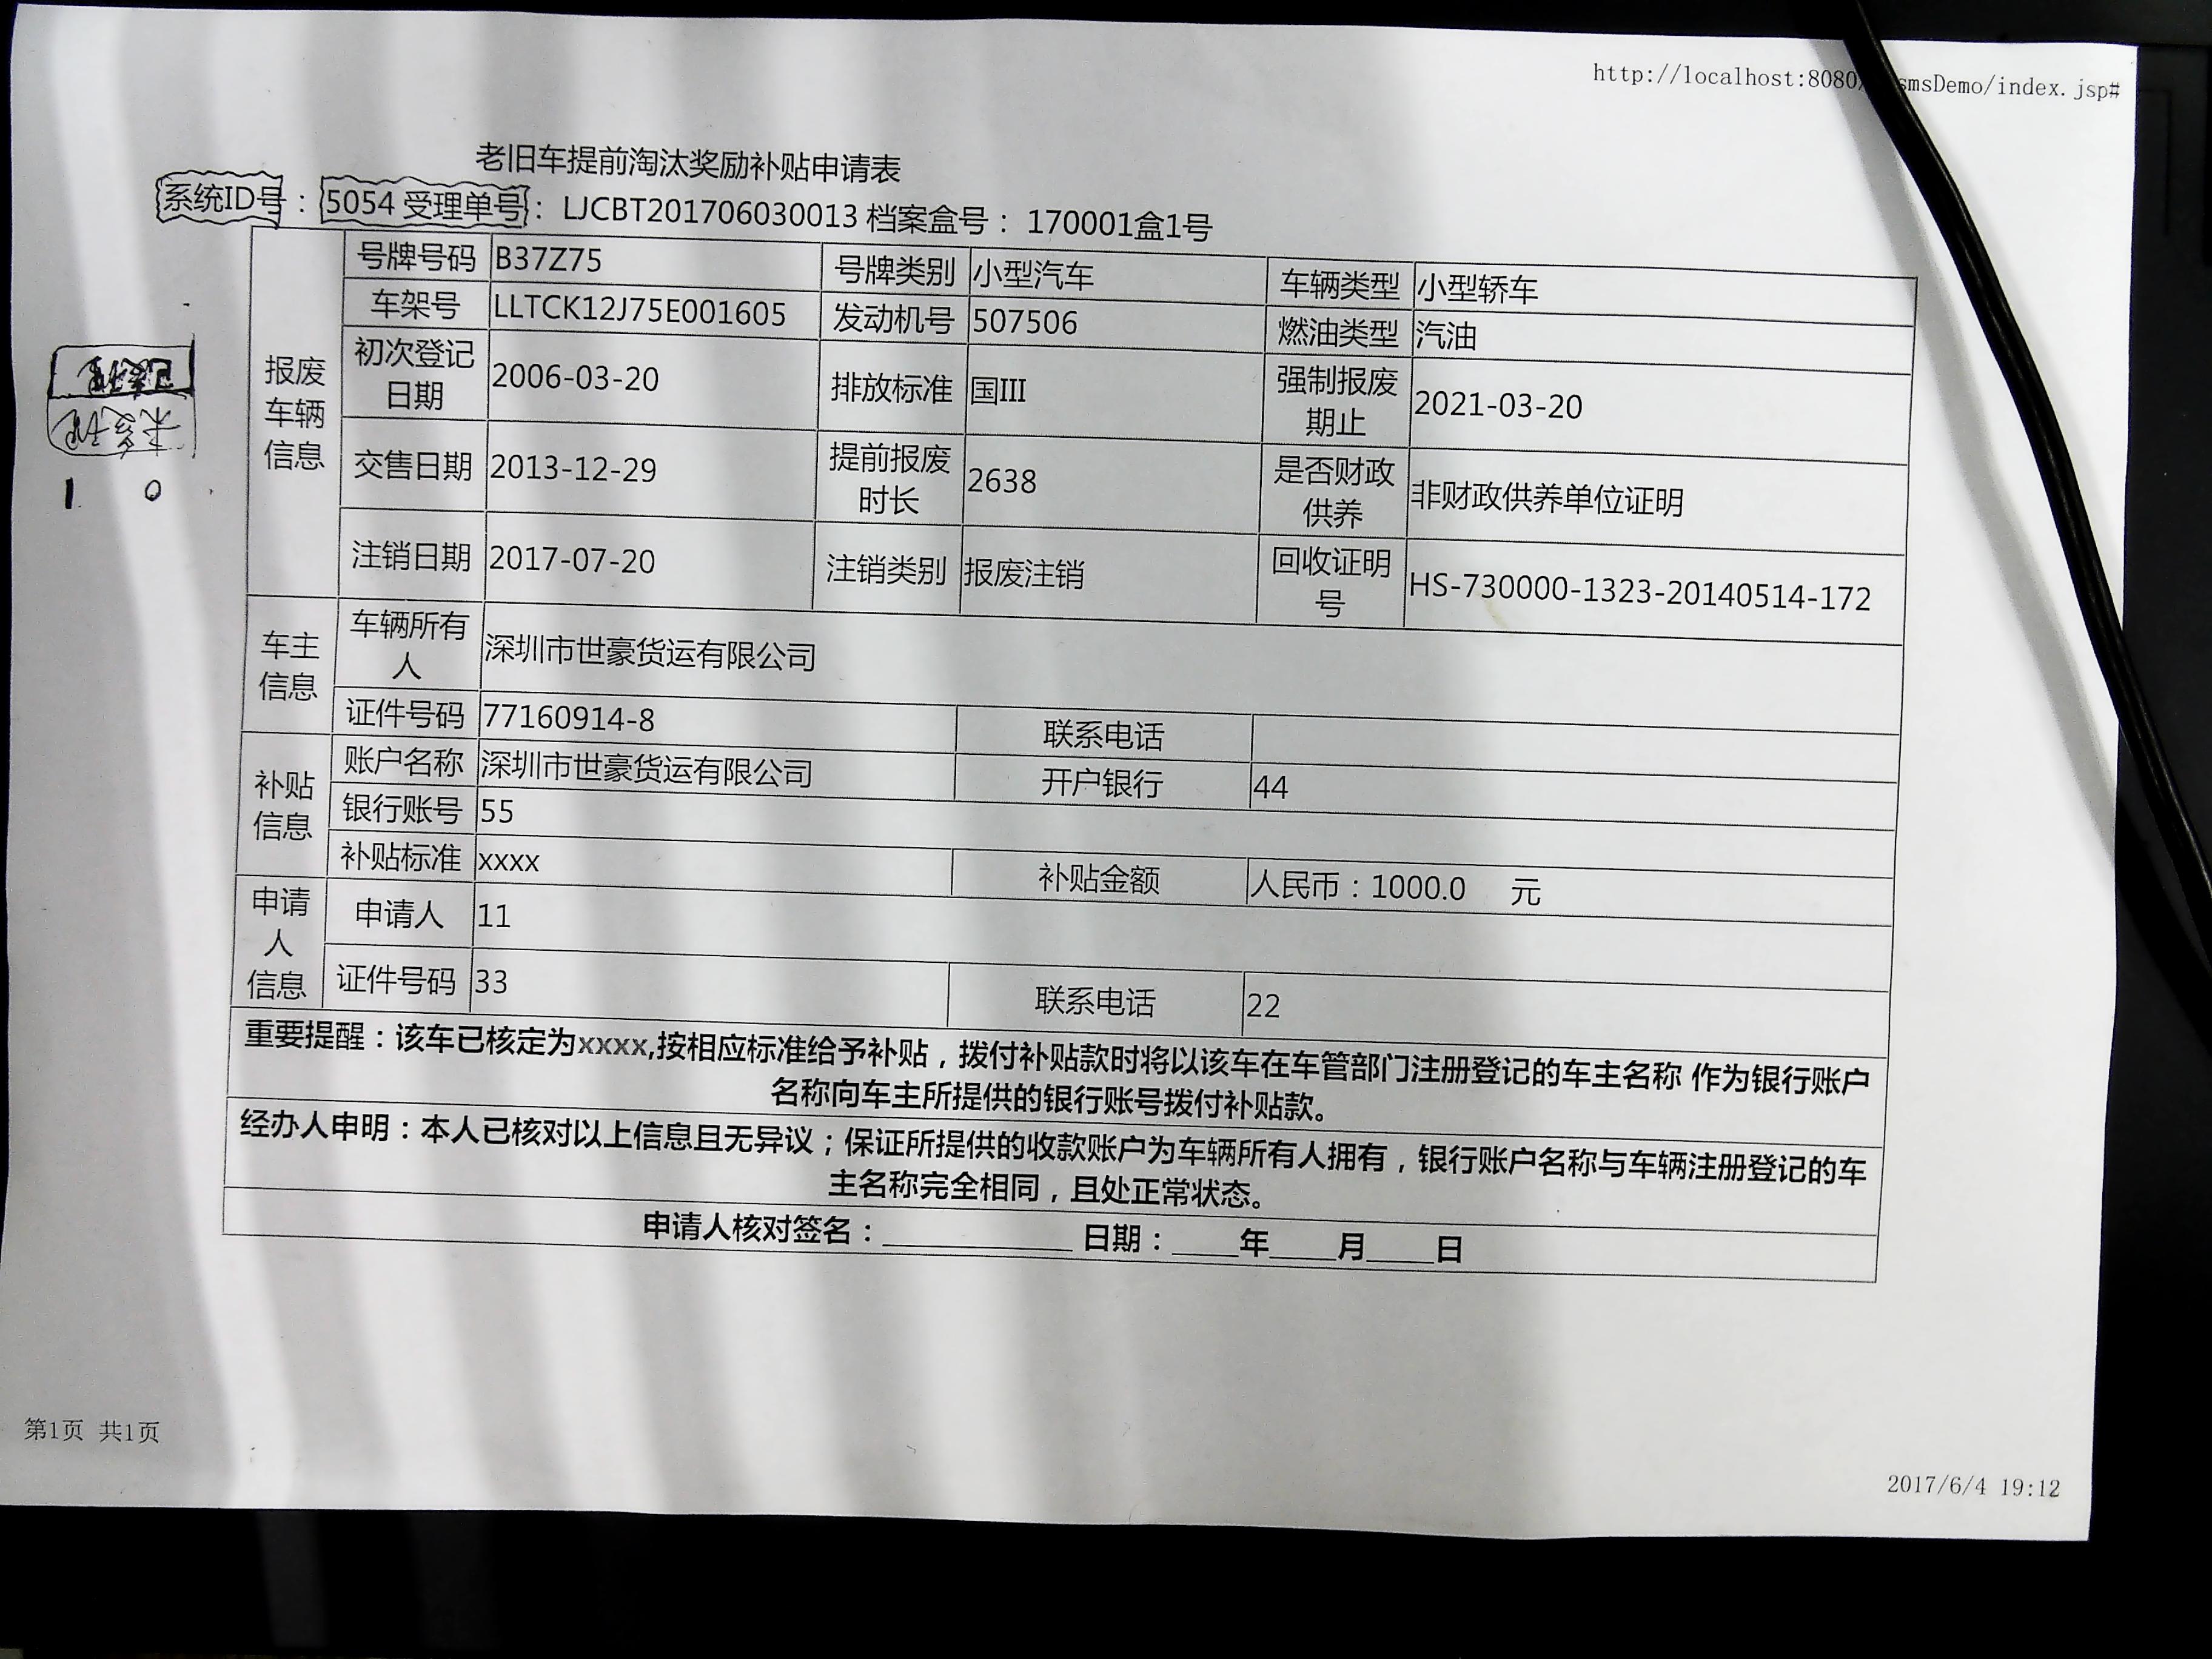 老旧车提前淘汰奖励补贴申请表
系统ID号：5054 受理单号：LJCBT201706030013 档案盒号：170001盒1号
报废车辆信息
号牌号码 B37Z75 号牌类别 小型汽车 车辆类型 小型轿车
车架号 LLTCK12J75E001605 发动机号 507506 燃油类型 汽油
初次登记日期 2006-03-20 排放标准 国III 强制报废期止 2021-03-20
交售日期 2013-12-29 提前报废时长 2638 是否财政供养 非财政供养单位证明
注销日期 2017-07-20 注销类别 报废注销 回收证明号 HS-730000-1323-20140514-172
车主信息
车辆所有人 深圳市世豪货运有限公司
证件号码 77160914-8 联系电话
补贴信息
账户名称 深圳市世豪货运有限公司 开户银行 44
银行账号 55
补贴标准 xxxx 补贴金额 人民币：1000.0 元
申请人信息
申请人 11
证件号码 33 联系电话 22
重要提醒：该车已核定为xxxx,按相应标准给予补贴，拨付补贴款时将以该车在车管部门注册登记的车主名称 作为银行账户
名称向车主所提供的银行账号拨付补贴款。
经办人申明：本人已核对以上信息且无异议；保证所提供的收款账户为车辆所有人拥有，银行账户名称与车辆注册登记的车
主名称完全相同，且处正常状态。
申请人核对签名：____________ 日期：____年____月____日
1 0
第1页 共1页
2017/6/4 19:12